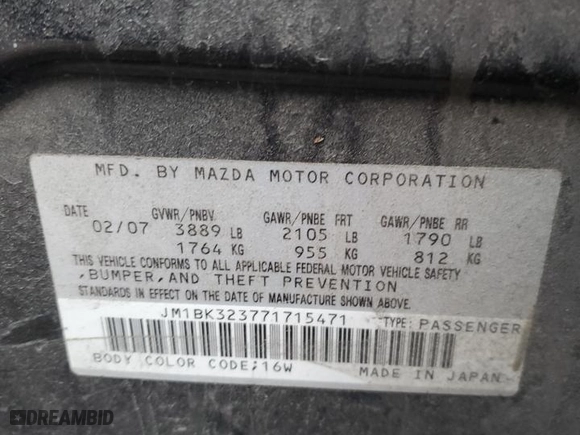 MFD. BY MAZDA MOTOR CORPORATION
DATE GVWR/PNBV GAWR/PNBE FRT GAWR/PNBE RR
02/07 3889 LB 2105 LB 1790 LB
1764 KG 955 KG 812 KG
THIS VEHICLE CONFORMS TO ALL APPLICABLE FEDERAL MOTOR VEHICLE SAFETY
,BUMPER,AND THEFT PREVENTION
STANDARDS IN EFFECT ON THE DATE OF MANUFACTURE SHOWN ABOVE.
JM1BK323771715471 TYPE: PASSENGER
BODY COLOR CODE;16W MADE IN JAPAN
DREAMBID